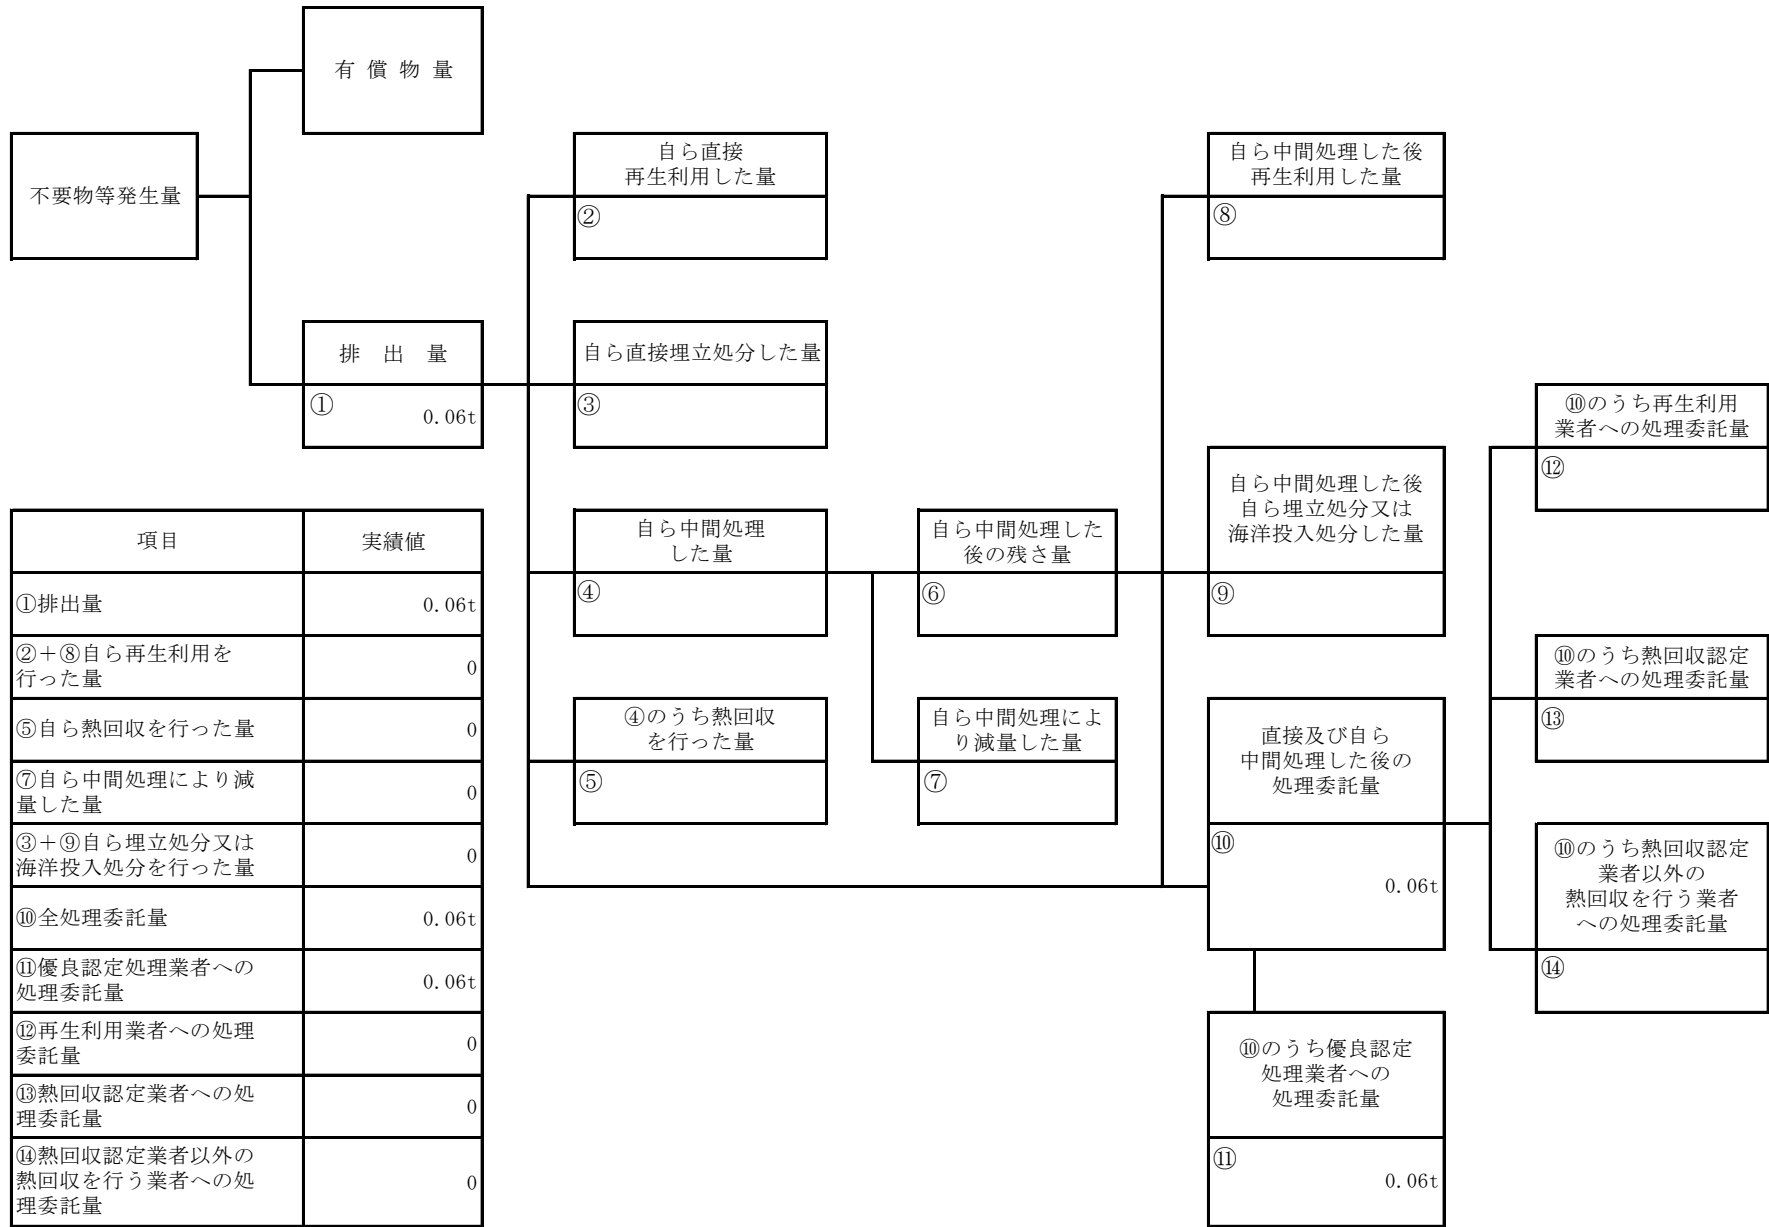 有 償 物 量
不要物等発生量
自ら直接
再生利用した量
②
自ら中間処理した後
再生利用した量
⑧
排 出 量
①
0.06t
自ら直接埋立処分した量
③
⑩のうち再生利用
業者への処理委託量
⑫
自ら中間処理した後
自ら埋立処分又は
海洋投入処分した量
⑨
自ら中間処理
した量
④
自ら中間処理した
後の残さ量
⑥
⑩のうち熱回収認定
業者への処理委託量
⑬
④のうち熱回収
を行った量
⑤
自ら中間処理によ
り減量した量
⑦
直接及び自ら
中間処理した後の
処理委託量
⑩
0.06t
⑩のうち熱回収認定
業者以外の
熱回収を行う業者
への処理委託量
⑭
⑩のうち優良認定
処理業者への
処理委託量
⑪
0.06t
項目 実績値
①排出量 0.06t
②+⑧自ら再生利用を
行った量 0
⑤自ら熱回収を行った量 0
⑦自ら中間処理により減
量した量 0
③+⑨自ら埋立処分又は
海洋投入処分を行った量 0
⑩全処理委託量 0.06t
⑪優良認定処理業者への
処理委託量 0.06t
⑫再生利用業者への処理
委託量 0
⑬熱回収認定業者への処
理委託量 0
⑭熱回収認定業者以外の
熱回収を行う業者への処
理委託量 0